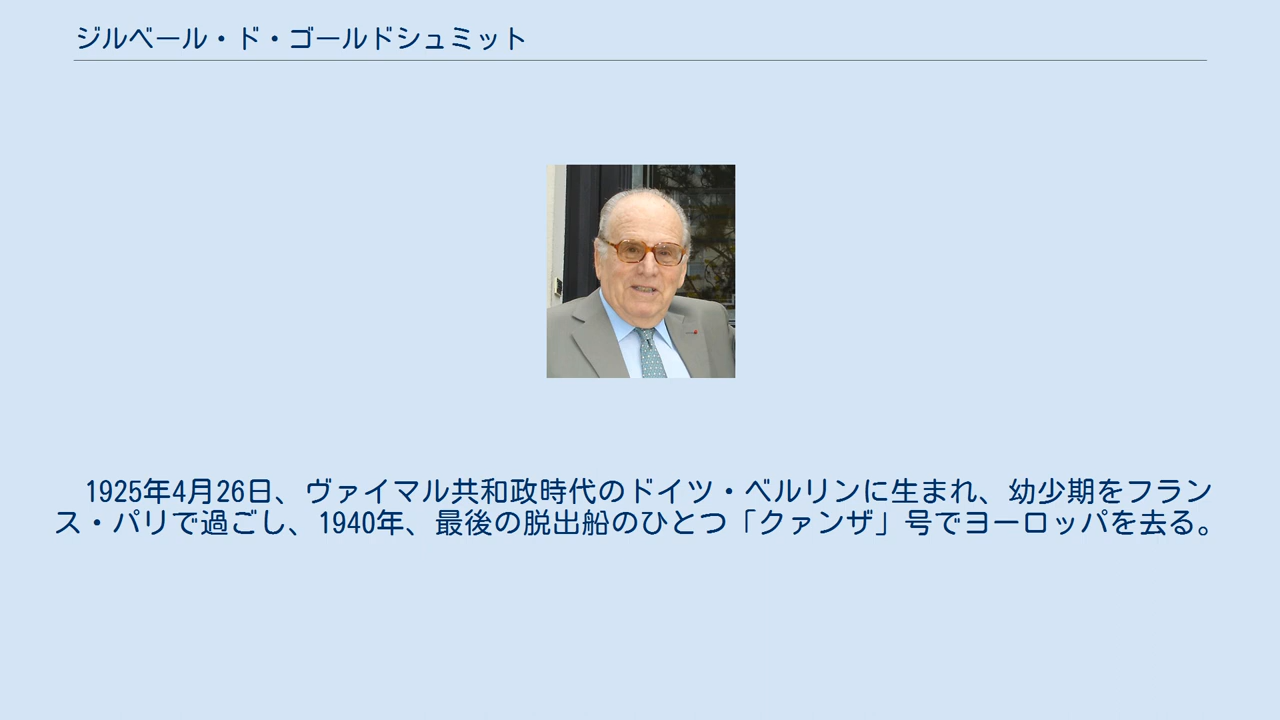 ジルベール・ド・ゴールドシュミット
1925年4月26日、ヴァイマル共和政時代のドイツ・ベルリンに生まれ、幼少期をフラン
ス・パリで過ごし、1940年、最後の脱出船のひとつ「クァンザ」号でヨーロッパを去る。